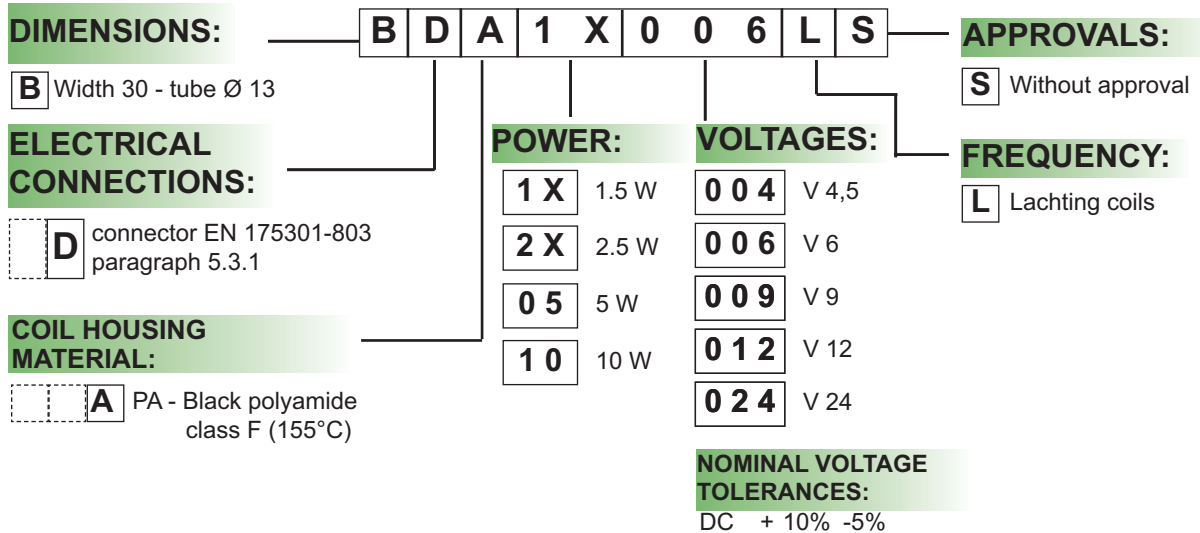 DIMENSIONS:
B D A 1 X 0 0 6 L S
APPROVALS:
B Width 30 - tube Ø 13
S Without approval
ELECTRICAL
CONNECTIONS:
D connector EN 175301-803
paragraph 5.3.1
COIL HOUSING
MATERIAL:
A PA - Black polyamide
class F (155°C)
POWER:
1 X 1.5 W
2 X 2.5 W
0 5 5 W
1 0 10 W
VOLTAGES:
0 0 4 V 4,5
0 0 6 V 6
0 0 9 V 9
0 1 2 V 12
0 2 4 V 24
NOMINAL VOLTAGE
TOLERANCES:
DC + 10% -5%
FREQUENCY:
L Lachting coils